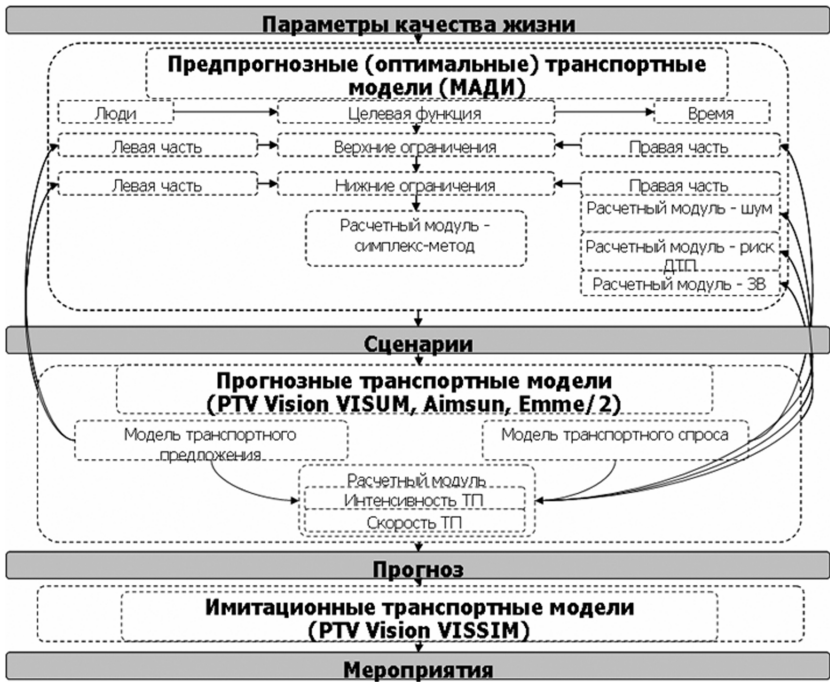 Параметры качества жизни
Предпрогнозные (оптимальные) транспортные
модели (МАДИ)
Люди
Целевая функция
Время
Левая часть
Верхние ограничения
Правая часть
Левая часть
Нижние ограничения
Правая часть
Расчетный модуль -
симплекс-метод
Расчетный модуль - шум
Расчетный модуль - риск
ДТП
Расчетный модуль - ЗВ
Сценарии
Прогнозные транспортные модели
(PTV Vision VISUM, Aimsun, Emme/2)
Модель транспортного
предложения
Модель транспортного спроса
Расчетный модуль
Интенсивность ТП
Скорость ТП
Прогноз
Имитационные транспортные модели
(PTV Vision VISSIM)
Мероприятия